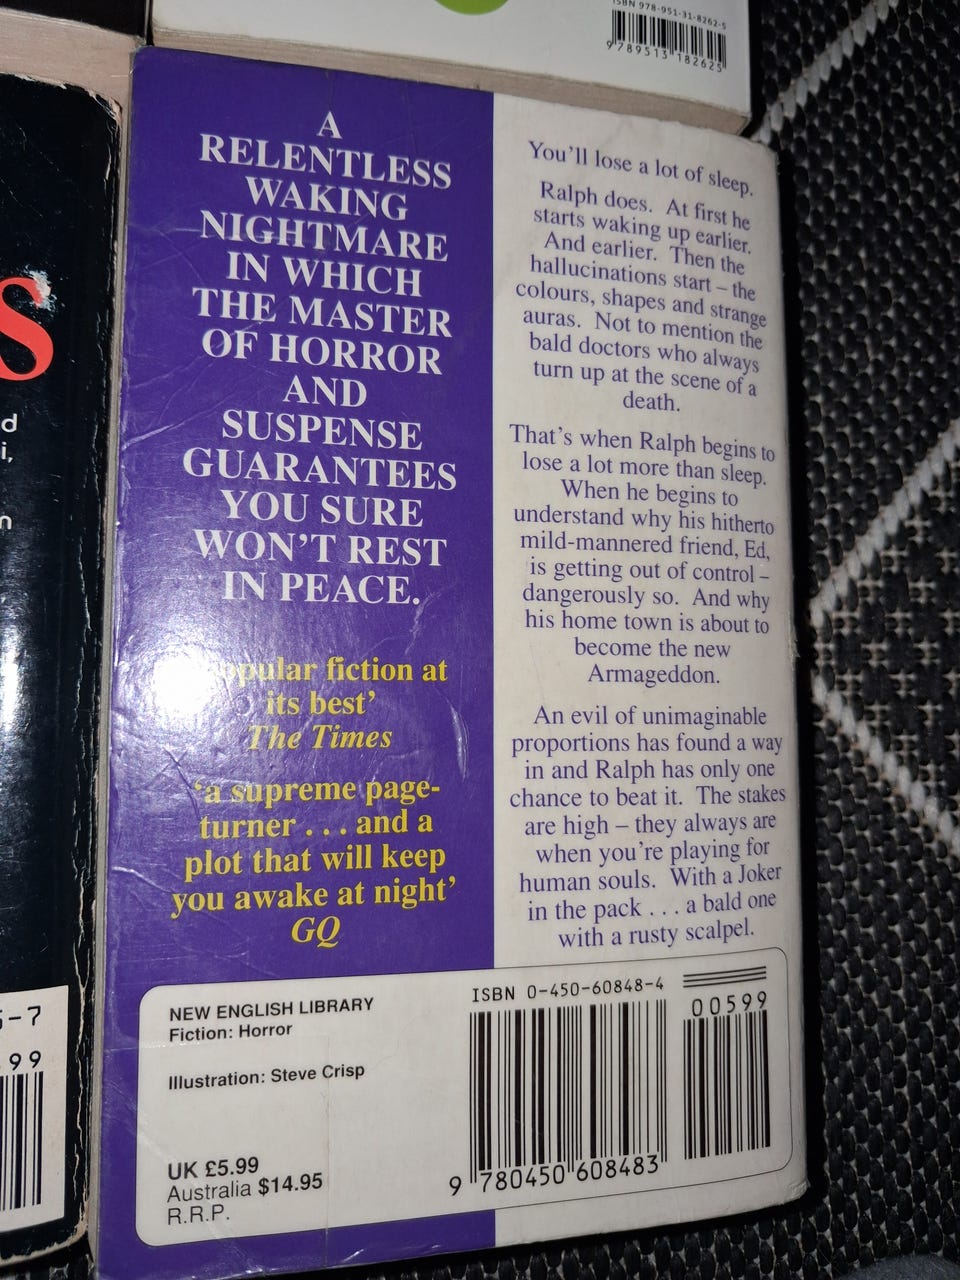 ISBN 978-951-31-8262-5
9 789513 182625
A
RELENTLESS
WAKING
NIGHTMARE
IN WHICH
THE MASTER
OF HORROR
AND
SUSPENSE
GUARANTEES
YOU SURE
WON'T REST
IN PEACE.
fiction at
its best'
The Times
'a supreme page-
turner . . . and a
plot that will keep
you awake at night'
GQ
You'll lose a lot of sleep.
Ralph does. At first he
starts waking up earlier.
And earlier. Then the
hallucinations start – the
colours, shapes and strange
auras. Not to mention the
bald doctors who always
turn up at the scene of a
death.
That's when Ralph begins to
lose a lot more than sleep.
When he begins to
understand why his hitherto
mild-mannered friend, Ed,
is getting out of control –
dangerously so. And why
his home town is about to
become the new
Armageddon.
An evil of unimaginable
proportions has found a way
in and Ralph has only one
chance to beat it. The stakes
are high – they always are
when you're playing for
human souls. With a Joker
in the pack . . . a bald one
with a rusty scalpel.
NEW ENGLISH LIBRARY
Fiction: Horror
Illustration: Steve Crisp
UK £5.99
Australia $14.95
R.R.P.
ISBN 0-450-60848-4
00599
9 780450 608483